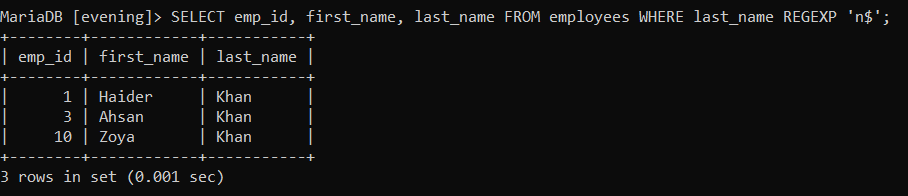 MariaDB [evening]> SELECT emp_id, first_name, last_name FROM employees WHERE last_name REGEXP 'n$';
+--------+------------+-----------+
| emp_id | first_name | last_name |
+--------+------------+-----------+
|      1 | Haider     | Khan      |
|      3 | Ahsan      | Khan      |
|     10 | Zoya       | Khan      |
+--------+------------+-----------+
3 rows in set (0.001 sec)